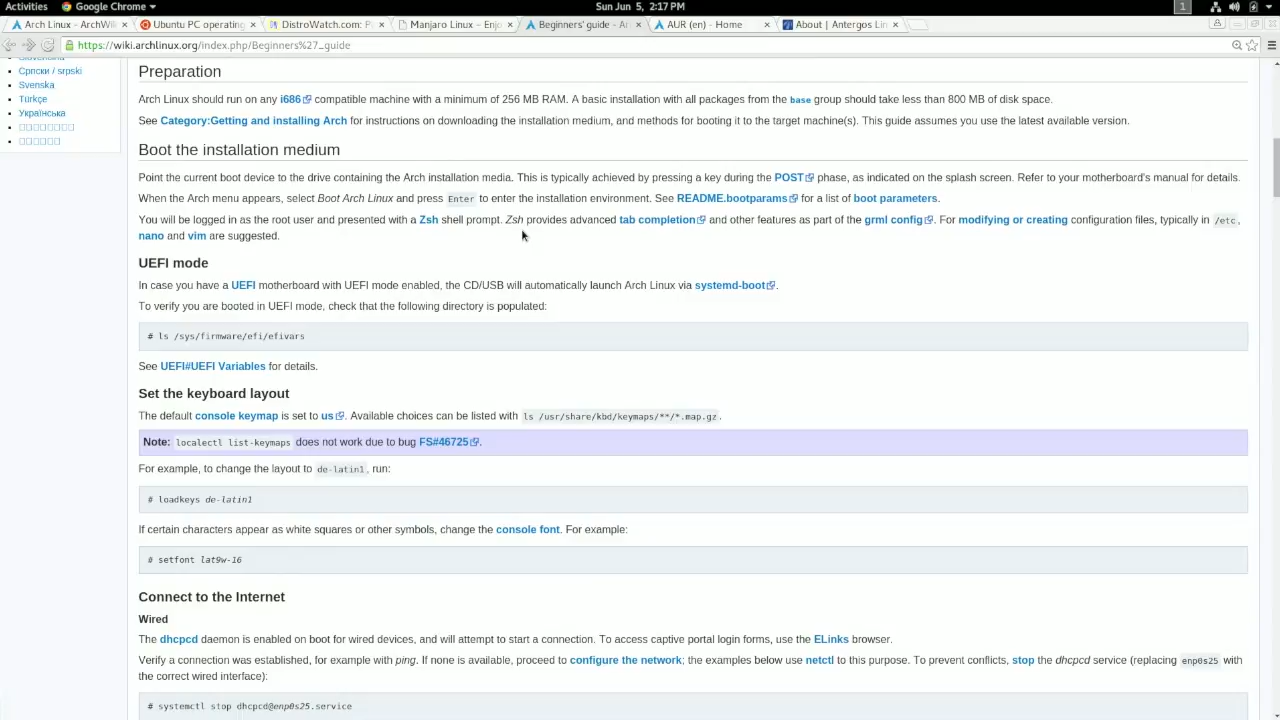 Activities Google Chrome Sun Jun 5, 2:17 PM 1
Arch Linux – ArchWik × Ubuntu PC operating × DistroWatch.com: P × Manjaro Linux – Enjo × Beginners' guide - Ar × AUR (en) - Home × About | Antergos Lin ×
https://wiki.archlinux.org/index.php/Beginners%27_guide
Српски / srpski
Svenska
Türkçe
Українська
Preparation
Arch Linux should run on any i686 compatible machine with a minimum of 256 MB RAM. A basic installation with all packages from the base group should take less than 800 MB of disk space.
See Category:Getting and installing Arch for instructions on downloading the installation medium, and methods for booting it to the target machine(s). This guide assumes you use the latest available version.
Boot the installation medium
Point the current boot device to the drive containing the Arch installation media. This is typically achieved by pressing a key during the POST phase, as indicated on the splash screen. Refer to your motherboard's manual for details.
When the Arch menu appears, select Boot Arch Linux and press Enter to enter the installation environment. See README.bootparams for a list of boot parameters.
You will be logged in as the root user and presented with a Zsh shell prompt. Zsh provides advanced tab completion and other features as part of the grml config. For modifying or creating configuration files, typically in /etc,
nano and vim are suggested.
UEFI mode
In case you have a UEFI motherboard with UEFI mode enabled, the CD/USB will automatically launch Arch Linux via systemd-boot.
To verify you are booted in UEFI mode, check that the following directory is populated:
# ls /sys/firmware/efi/efivars
See UEFI#UEFI Variables for details.
Set the keyboard layout
The default console keymap is set to us. Available choices can be listed with ls /usr/share/kbd/keymaps/**/*.map.gz.
Note: localectl list-keymaps does not work due to bug FS#46725.
For example, to change the layout to de-latin1, run:
# loadkeys de-latin1
If certain characters appear as white squares or other symbols, change the console font. For example:
# setfont lat9w-16
Connect to the Internet
Wired
The dhcpcd daemon is enabled on boot for wired devices, and will attempt to start a connection. To access captive portal login forms, use the ELinks browser.
Verify a connection was established, for example with ping. If none is available, proceed to configure the network; the examples below use netctl to this purpose. To prevent conflicts, stop the dhcpcd service (replacing enp0s25 with
the correct wired interface):
# systemctl stop dhcpcd@enp0s25.service